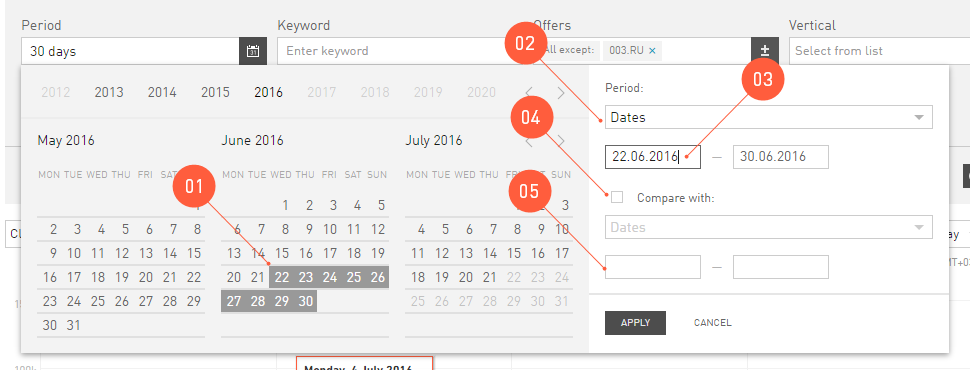 Period Keyword Offers Vertical
30 days 31 Enter keyword All except: 003.RU × ± Select from list
02
03
04
05
01
2012 2013 2014 2015 2016 2017 2018 2019 2020
May 2016 June 2016 July 2016
MON TUE WED THU FRI SAT MON TUE WED THU FRI SAT SUN MON TUE WED THU FRI SAT SUN
1 1 2 3 4 5 2 3
2 3 4 5 6 7 8 6 7 8 9 10 11 12 4 5 6 7 8 9 10
9 10 11 12 13 14 15 13 14 15 16 17 18 19 11 12 13 14 15 16 17
16 17 18 19 20 21 22 20 21 22 23 24 25 26 18 19 20 21 22 23 24
23 24 25 26 27 28 29 27 28 29 30 25 26 27 28 29 30 31
30 31
Period:
Dates
22.06.2016 — 30.06.2016
Compare with:
Dates
—
APPLY CANCEL
100k
Monday, 4 July 2016